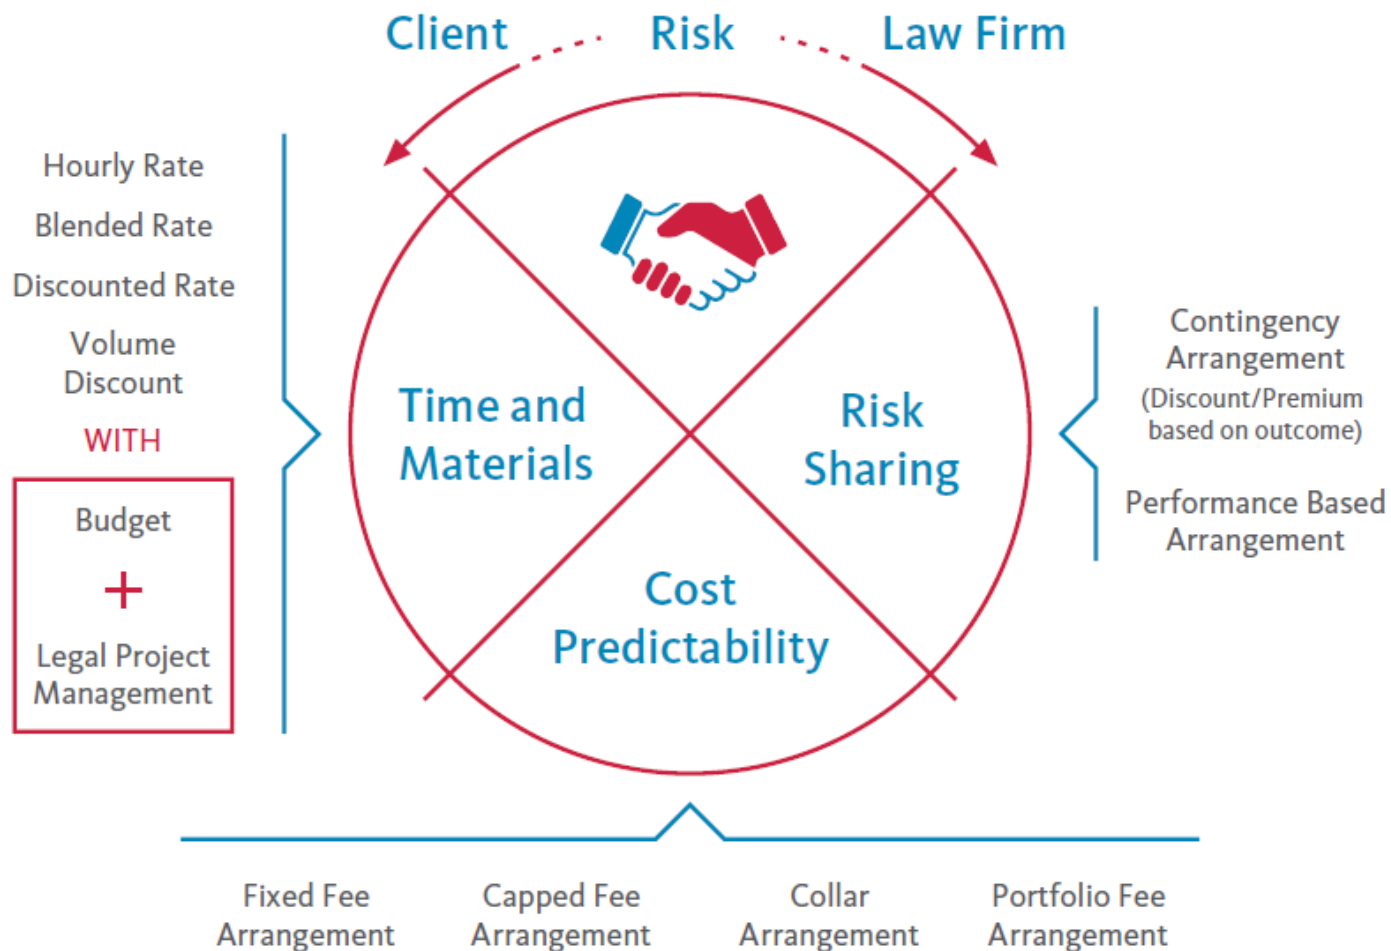 Client Risk Law Firm
Hourly Rate
Blended Rate
Discounted Rate
Volume
Discount
WITH
Budget
+
Legal Project
Management
Time and
Materials
Risk
Sharing
Cost
Predictability
Contingency
Arrangement
(Discount/Premium
based on outcome)
Performance Based
Arrangement
Fixed Fee
Arrangement
Capped Fee
Arrangement
Collar
Arrangement
Portfolio Fee
Arrangement